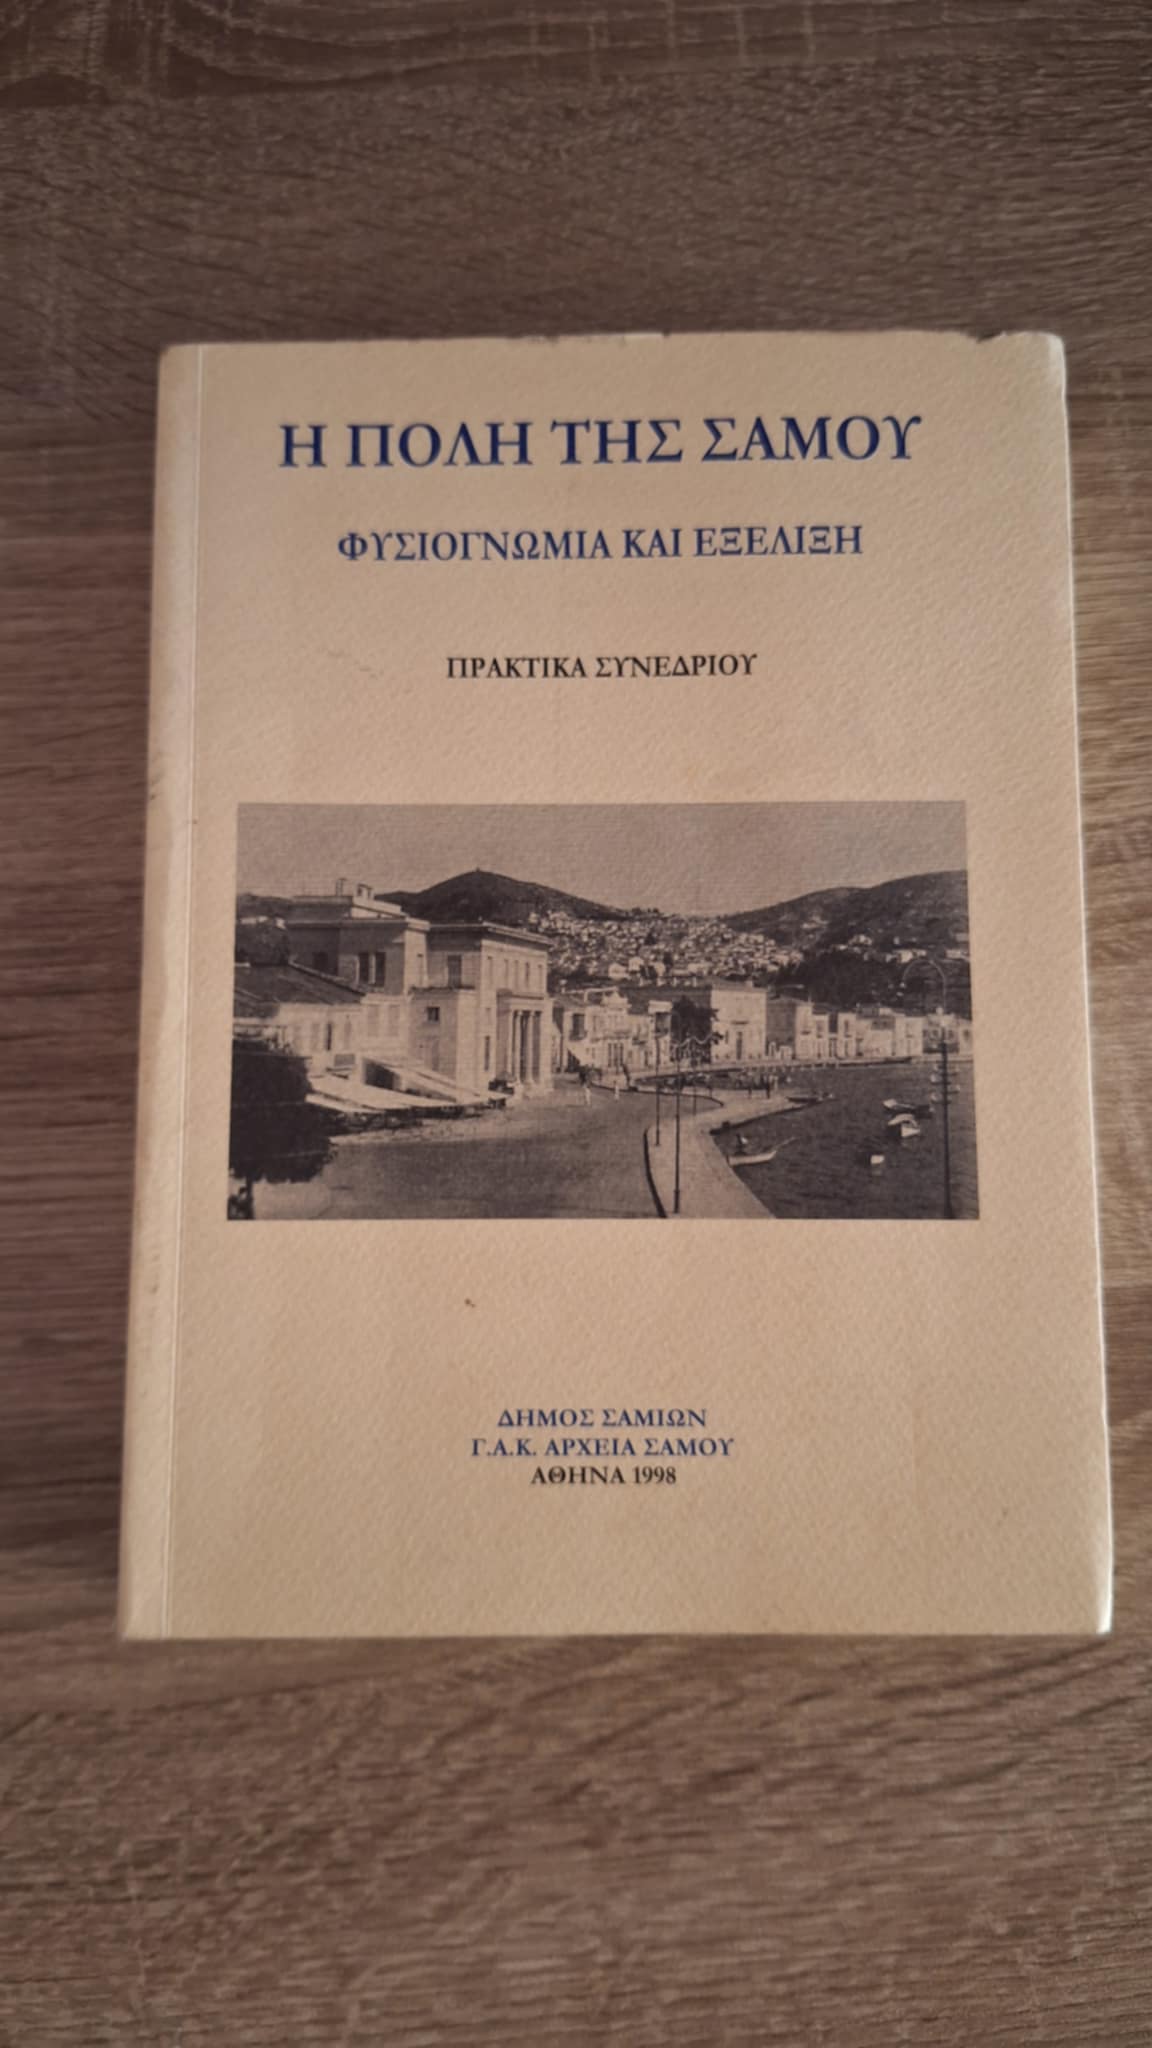 Η ΠΟΛΗ ΤΗΣ ΣΑΜΟΥ
ΦΥΣΙΟΓΝΩΜΙΑ ΚΑΙ ΕΞΕΛΙΞΗ
ΠΡΑΚΤΙΚΑ ΣΥΝΕΔΡΙΟΥ
ΔΗΜΟΣ ΣΑΜΙΩΝ
Γ.Α.Κ. ΑΡΧΕΙΑ ΣΑΜΟΥ
ΑΘΗΝΑ 1998